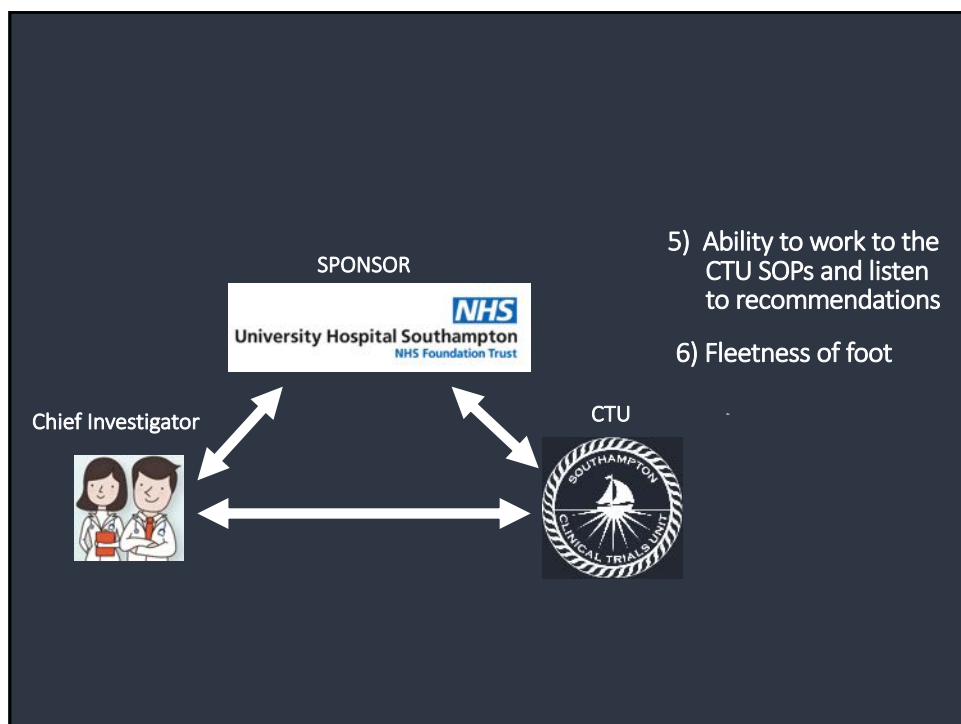 SPONSOR
NHS
University Hospital Southampton
NHS Foundation Trust
Chief Investigator
CTU
SOUTHAMPTON
CLINICAL TRIALS UNIT
5) Ability to work to the
CTU SOPs and listen
to recommendations
6) Fleetness of foot